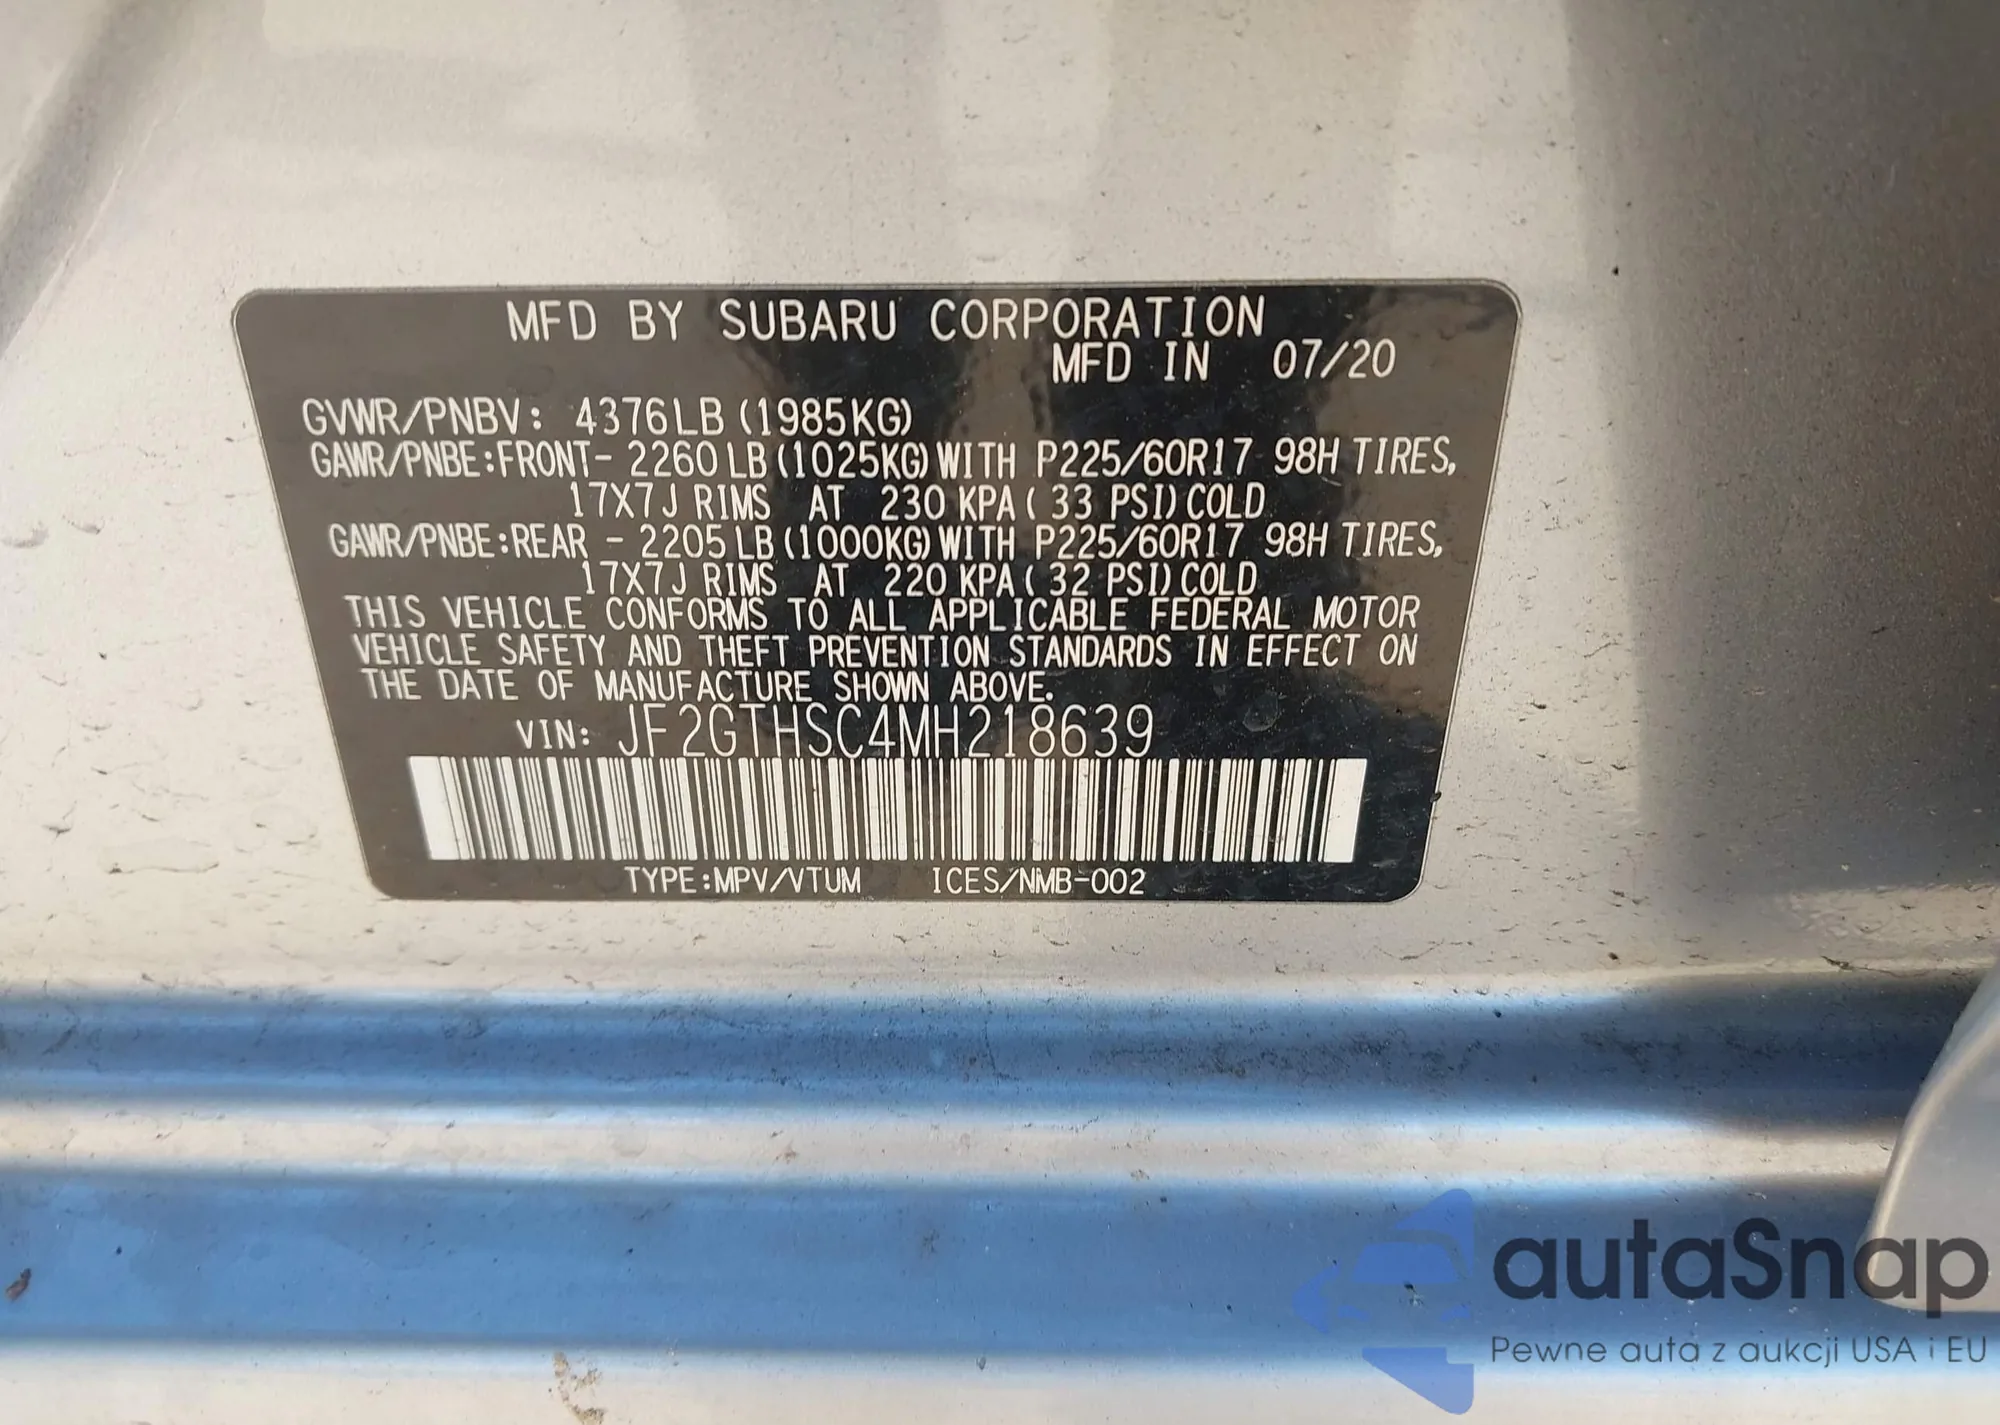 MFD BY SUBARU CORPORATION
MFD IN 07/20
GVWR/PNBV: 4376LB (1985KG)
GAWR/PNBE:FRONT- 2260 LB (1025KG) WITH P225/60R17 98H TIRES,
17X7J RIMS AT 230 KPA( 33 PSI) COLD
GAWR/PNBE:REAR - 2205 LB (1000KG) WITH P225/60R17 98H TIRES,
17X7J RIMS AT 220 KPA( 32 PSI) COLD
THIS VEHICLE CONFORMS TO ALL APPLICABLE FEDERAL MOTOR
VEHICLE SAFETY AND THEFT PREVENTION STANDARDS IN EFFECT ON
THE DATE OF MANUFACTURE SHOWN ABOVE.
VIN: JF2GTHSC4MH218639
TYPE:MPV/VTUM ICES/NMB-002
autaSnap
Pewne auta z aukcji USA i EU